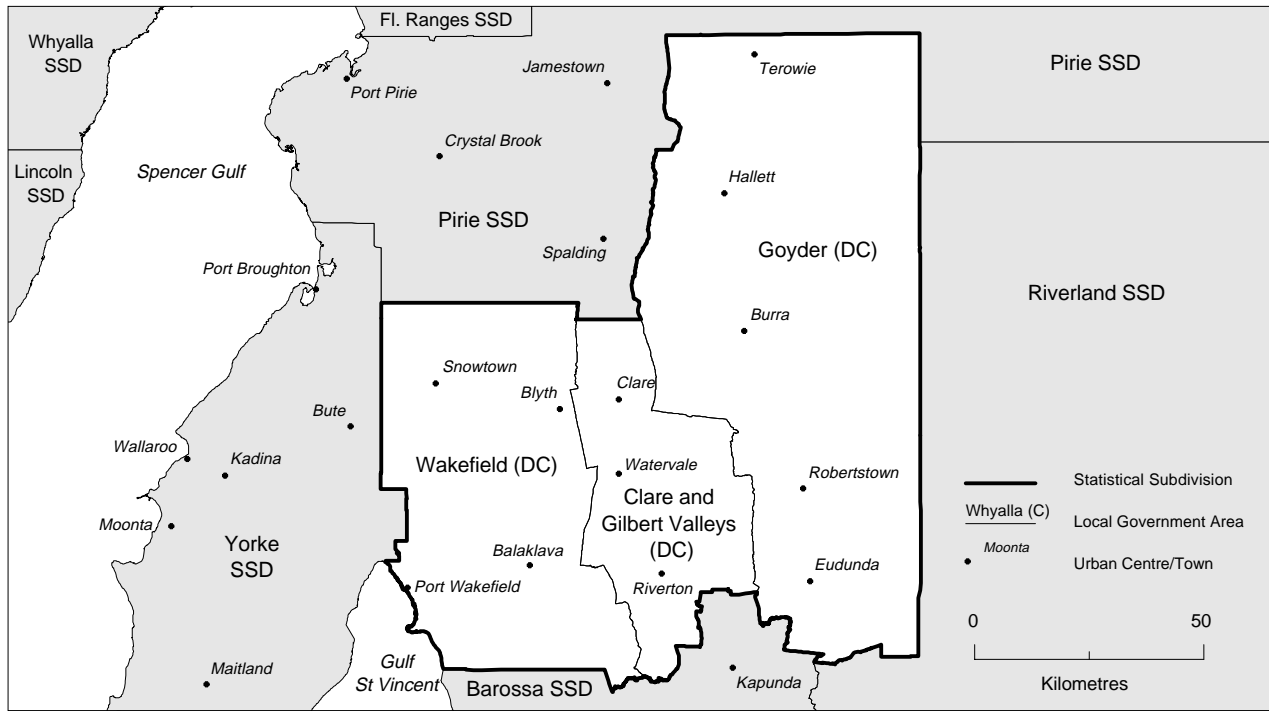 Fl. Ranges SSD
Whyalla
SSD
Jamestown
Terowie
Pirie SSD
Port Pirie
Crystal Brook
Lincoln
SSD
Spencer Gulf
Hallett
Pirie SSD
Spalding
Goyder (DC)
Port Broughton
Riverland SSD
Burra
Snowtown
Blyth
Clare
Bute
Wallaroo
Kadina
Wakefield (DC)
Watervale
Robertstown
Statistical Subdivision
Clare and
Gilbert Valleys
(DC)
Whyalla (C)
Local Government Area
Moonta
Yorke
SSD
Balaklava
Moonta
Urban Centre/Town
Port Wakefield
Riverton
Eudunda
0
50
Maitland
Gulf
St Vincent
Barossa SSD
Kapunda
Kilometres